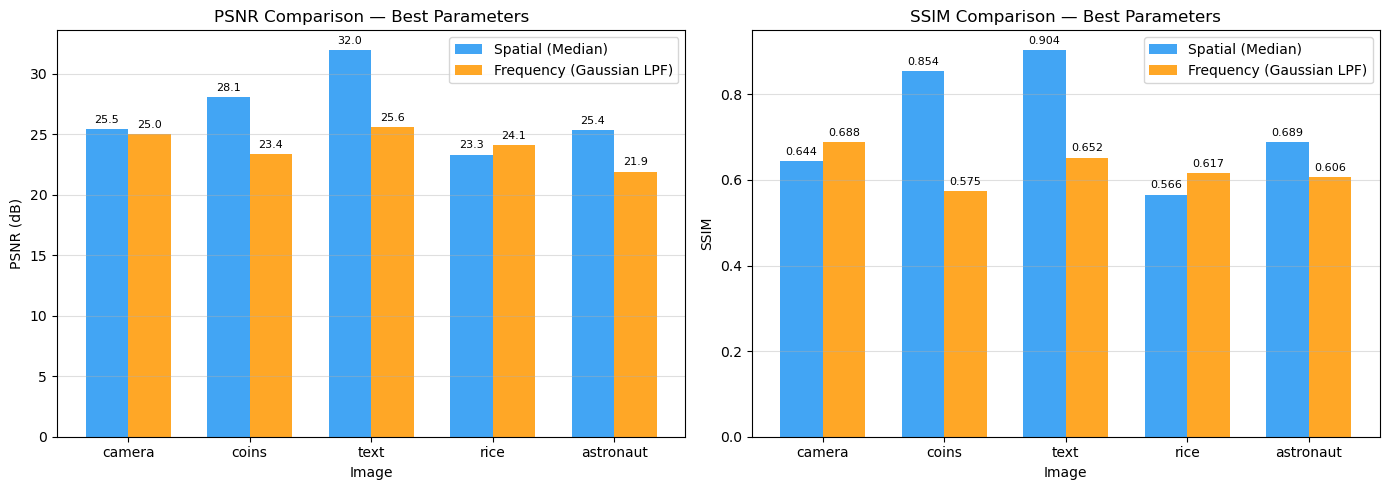 PSNR Comparison — Best Parameters
Spatial (Median)
Frequency (Gaussian LPF)
PSNR (dB)
30
25
20
15
10
5
0
25.5
25.0
28.1
23.4
32.0
25.6
23.3
24.1
25.4
21.9
camera
coins
text
rice
astronaut
Image
SSIM Comparison — Best Parameters
Spatial (Median)
Frequency (Gaussian LPF)
SSIM
0.8
0.6
0.4
0.2
0.0
0.644
0.688
0.854
0.575
0.904
0.652
0.566
0.617
0.689
0.606
camera
coins
text
rice
astronaut
Image